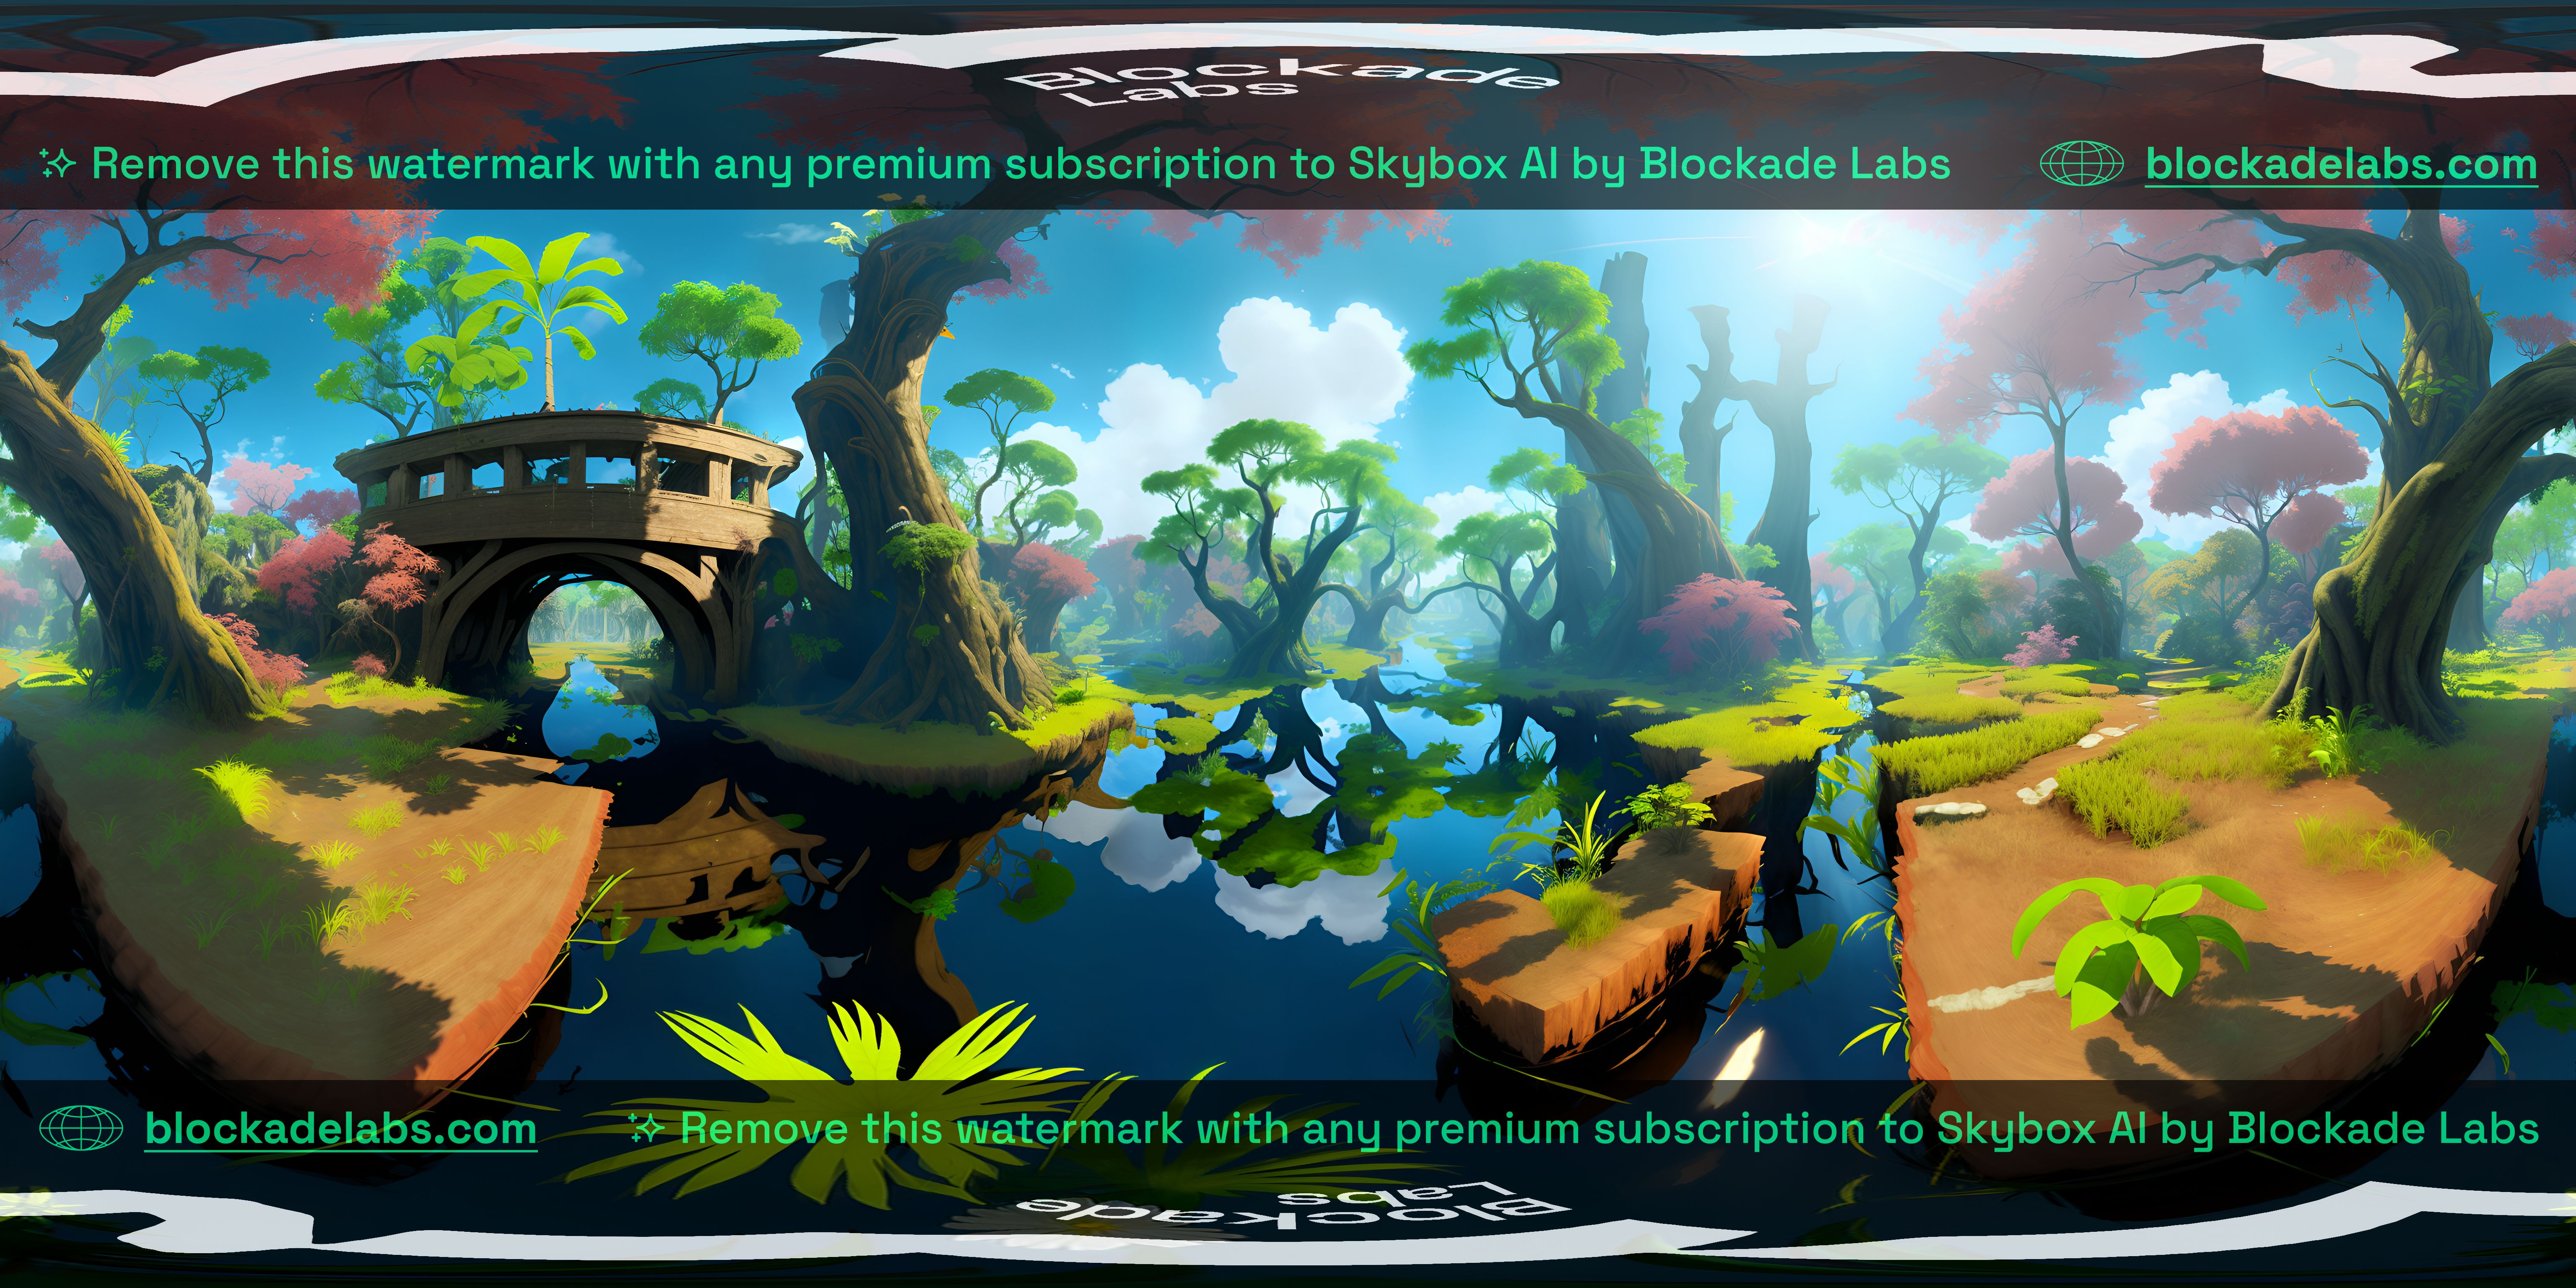 Blockade
Labs
Remove this watermark with any premium subscription to Skybox AI by Blockade Labs
blockadelabs.com
blockadelabs.com
Remove this watermark with any premium subscription to Skybox AI by Blockade Labs
Labs
Blockade